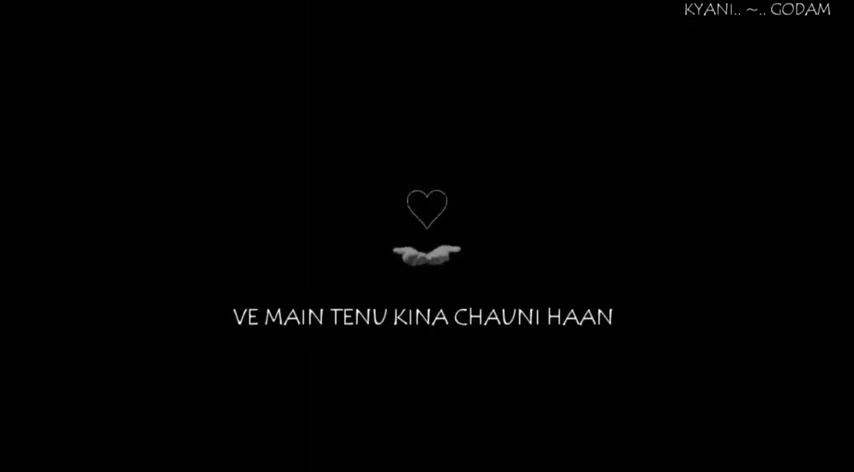 KYANI.. ~.. GODAM
VE MAIN TENU KINA CHAUNI HAAN